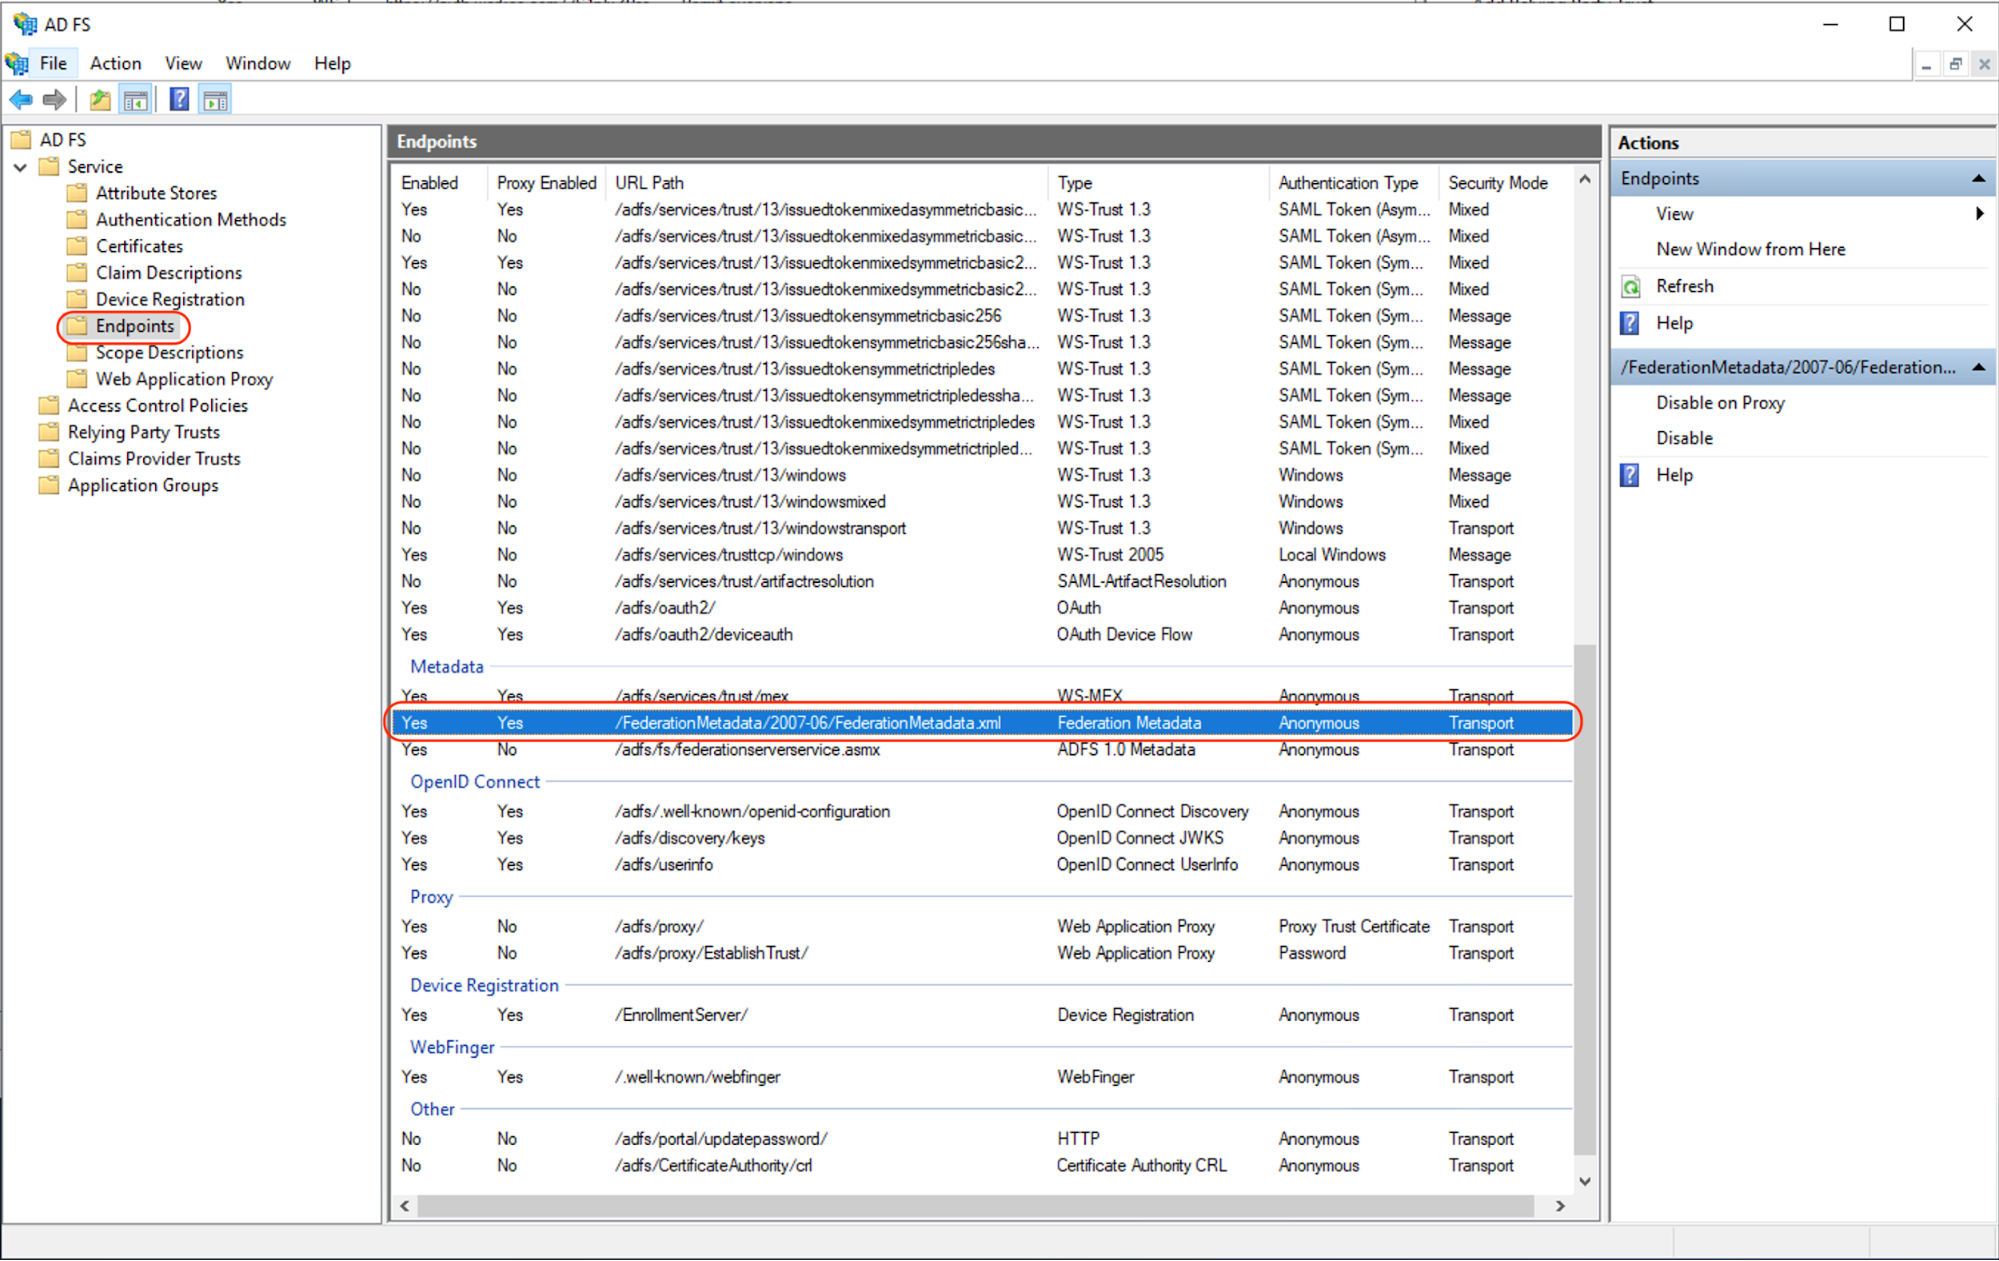 AD FS
File Action View Window Help
AD FS
Service
Attribute Stores
Authentication Methods
Certificates
Claim Descriptions
Device Registration
Endpoints
Scope Descriptions
Web Application Proxy
Access Control Policies
Relying Party Trusts
Claims Provider Trusts
Application Groups
Endpoints
Enabled Proxy Enabled URL Path Type Authentication Type Security Mode
Yes Yes /adfs/services/trust/13/issuedtokenmixedasymmetricbasic... WS-Trust 1.3 SAML Token (Asym... Mixed
No No /adfs/services/trust/13/issuedtokenmixedasymmetricbasic... WS-Trust 1.3 SAML Token (Asym... Mixed
Yes Yes /adfs/services/trust/13/issuedtokenmixedsymmetricbasic2... WS-Trust 1.3 SAML Token (Sym... Mixed
No No /adfs/services/trust/13/issuedtokenmixedsymmetricbasic2... WS-Trust 1.3 SAML Token (Sym... Mixed
No No /adfs/services/trust/13/issuedtokensymmetricbasic256 WS-Trust 1.3 SAML Token (Sym... Message
No No /adfs/services/trust/13/issuedtokensymmetricbasic256sha... WS-Trust 1.3 SAML Token (Sym... Message
No No /adfs/services/trust/13/issuedtokensymmetrictripledes WS-Trust 1.3 SAML Token (Sym... Message
No No /adfs/services/trust/13/issuedtokensymmetrictripledessha... WS-Trust 1.3 SAML Token (Sym... Message
No No /adfs/services/trust/13/issuedtokenmixedsymmetrictripledes WS-Trust 1.3 SAML Token (Sym... Mixed
No No /adfs/services/trust/13/issuedtokenmixedsymmetrictripled... WS-Trust 1.3 SAML Token (Sym... Mixed
No No /adfs/services/trust/13/windows WS-Trust 1.3 Windows Message
No No /adfs/services/trust/13/windowsmixed WS-Trust 1.3 Windows Mixed
No No /adfs/services/trust/13/windowstransport WS-Trust 1.3 Windows Transport
Yes No /adfs/services/trusttcp/windows WS-Trust 2005 Local Windows Message
No No /adfs/services/trust/artifactresolution SAML-ArtifactResolution Anonymous Transport
Yes Yes /adfs/oauth2/ OAuth Anonymous Transport
Yes Yes /adfs/oauth2/deviceauth OAuth Device Flow Anonymous Transport
Metadata
Yes Yes /adfs/services/trust/mex WS-MEX Anonymous Transport
Yes Yes /FederationMetadata/2007-06/FederationMetadata.xml Federation Metadata Anonymous Transport
Yes No /adfs/fs/federationserverservice.asmx ADFS 1.0 Metadata Anonymous Transport
OpenID Connect
Yes Yes /adfs/.well-known/openid-configuration OpenID Connect Discovery Anonymous Transport
Yes Yes /adfs/discovery/keys OpenID Connect JWKS Anonymous Transport
Yes Yes /adfs/userinfo OpenID Connect UserInfo Anonymous Transport
Proxy
Yes No /adfs/proxy/ Web Application Proxy Proxy Trust Certificate Transport
Yes No /adfs/proxy/EstablishTrust/ Web Application Proxy Password Transport
Device Registration
Yes Yes /EnrollmentServer/ Device Registration Anonymous Transport
WebFinger
Yes Yes /.well-known/webfinger WebFinger Anonymous Transport
Other
No No /adfs/portal/updatepassword/ HTTP Anonymous Transport
No No /adfs/CertificateAuthority/crl Certificate Authority CRL Anonymous Transport
Actions
Endpoints
View
New Window from Here
Refresh
Help
/FederationMetadata/2007-06/Federation...
Disable on Proxy
Disable
Help